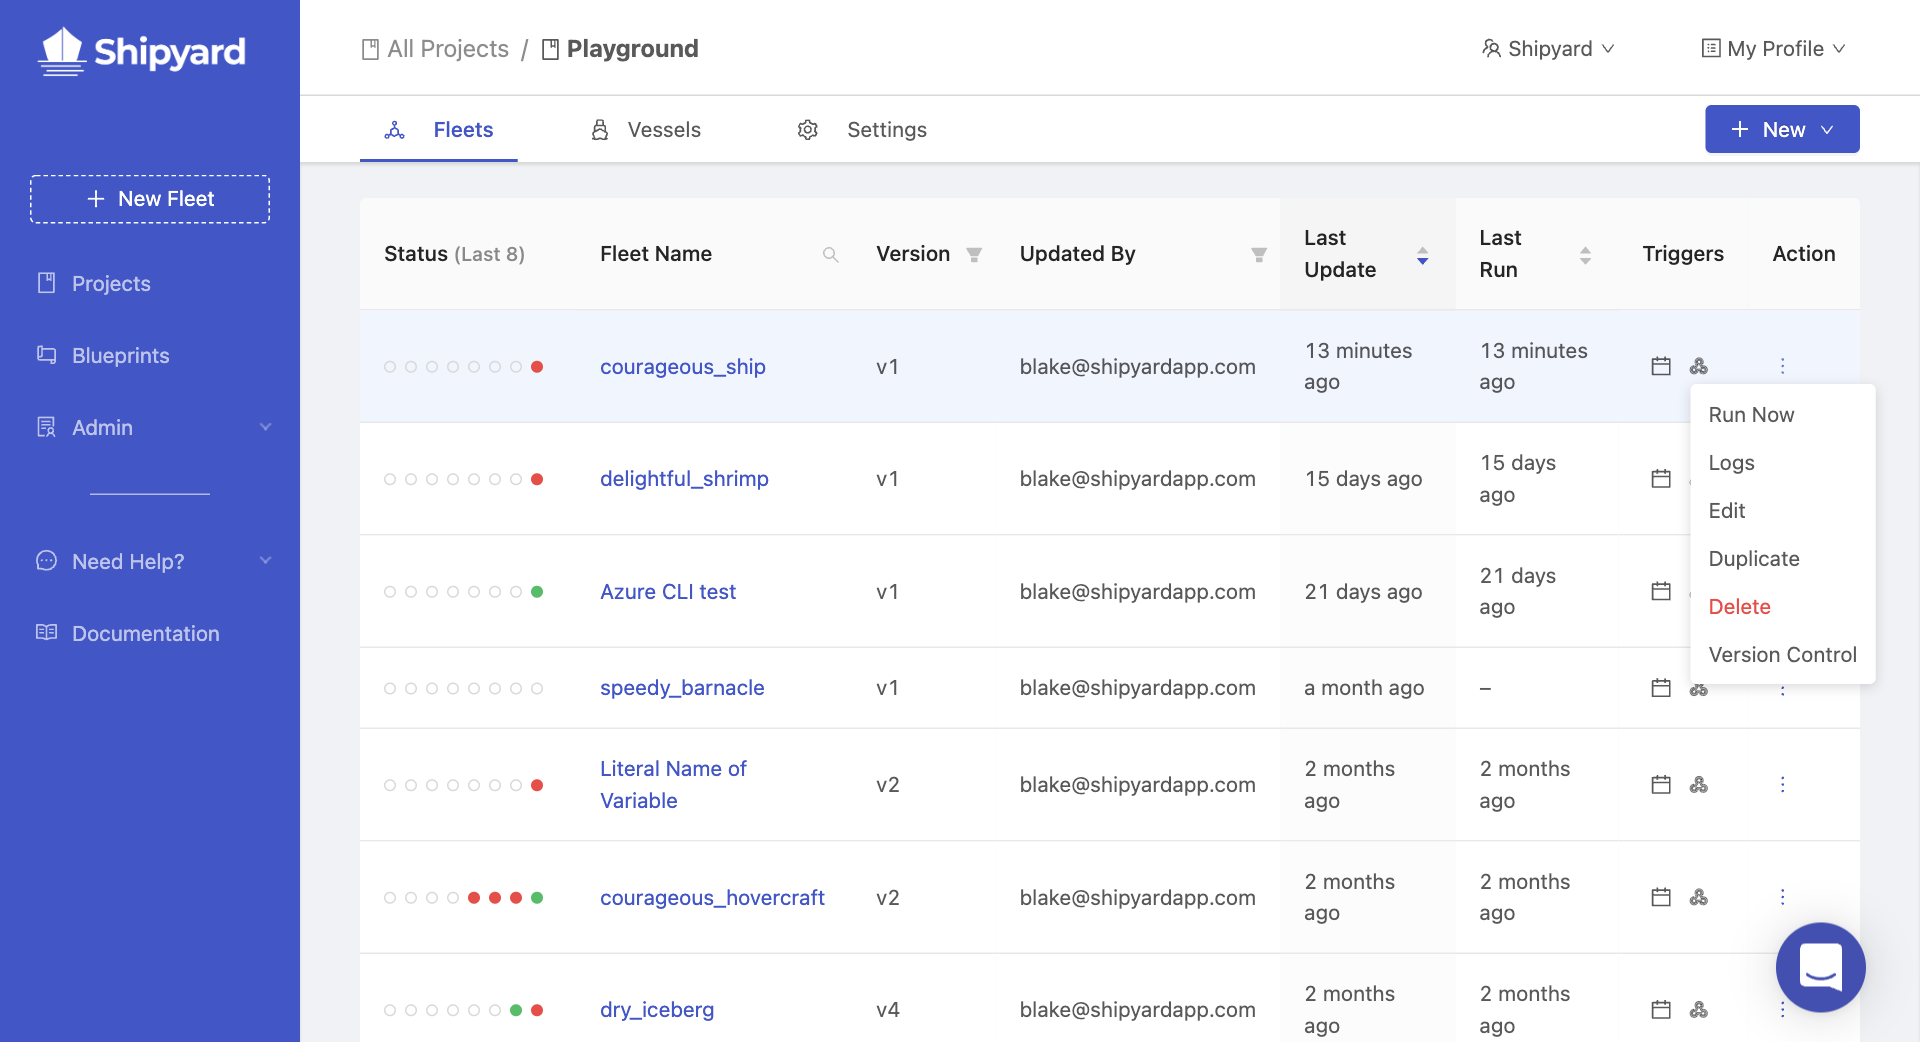 Shipyard
All Projects / Playground
Shipyard
My Profile
Fleets
Vessels
Settings
New
New Fleet
Projects
Blueprints
Admin
Need Help?
Documentation
Status (Last 8)
Fleet Name
Version
Updated By
Last
Update
Last
Run
Triggers
Action
courageous_ship
v1
blake@shipyardapp.com
13 minutes
ago
13 minutes
ago
delightful_shrimp
v1
blake@shipyardapp.com
15 days ago
15 days
ago
Azure CLI test
v1
blake@shipyardapp.com
21 days ago
21 days
ago
speedy_barnacle
v1
blake@shipyardapp.com
a month ago
–
Literal Name of
Variable
v2
blake@shipyardapp.com
2 months
ago
2 months
ago
courageous_hovercraft
v2
blake@shipyardapp.com
2 months
ago
2 months
ago
dry_iceberg
v4
blake@shipyardapp.com
2 months
ago
2 months
ago
Run Now
Logs
Edit
Duplicate
Delete
Version Control